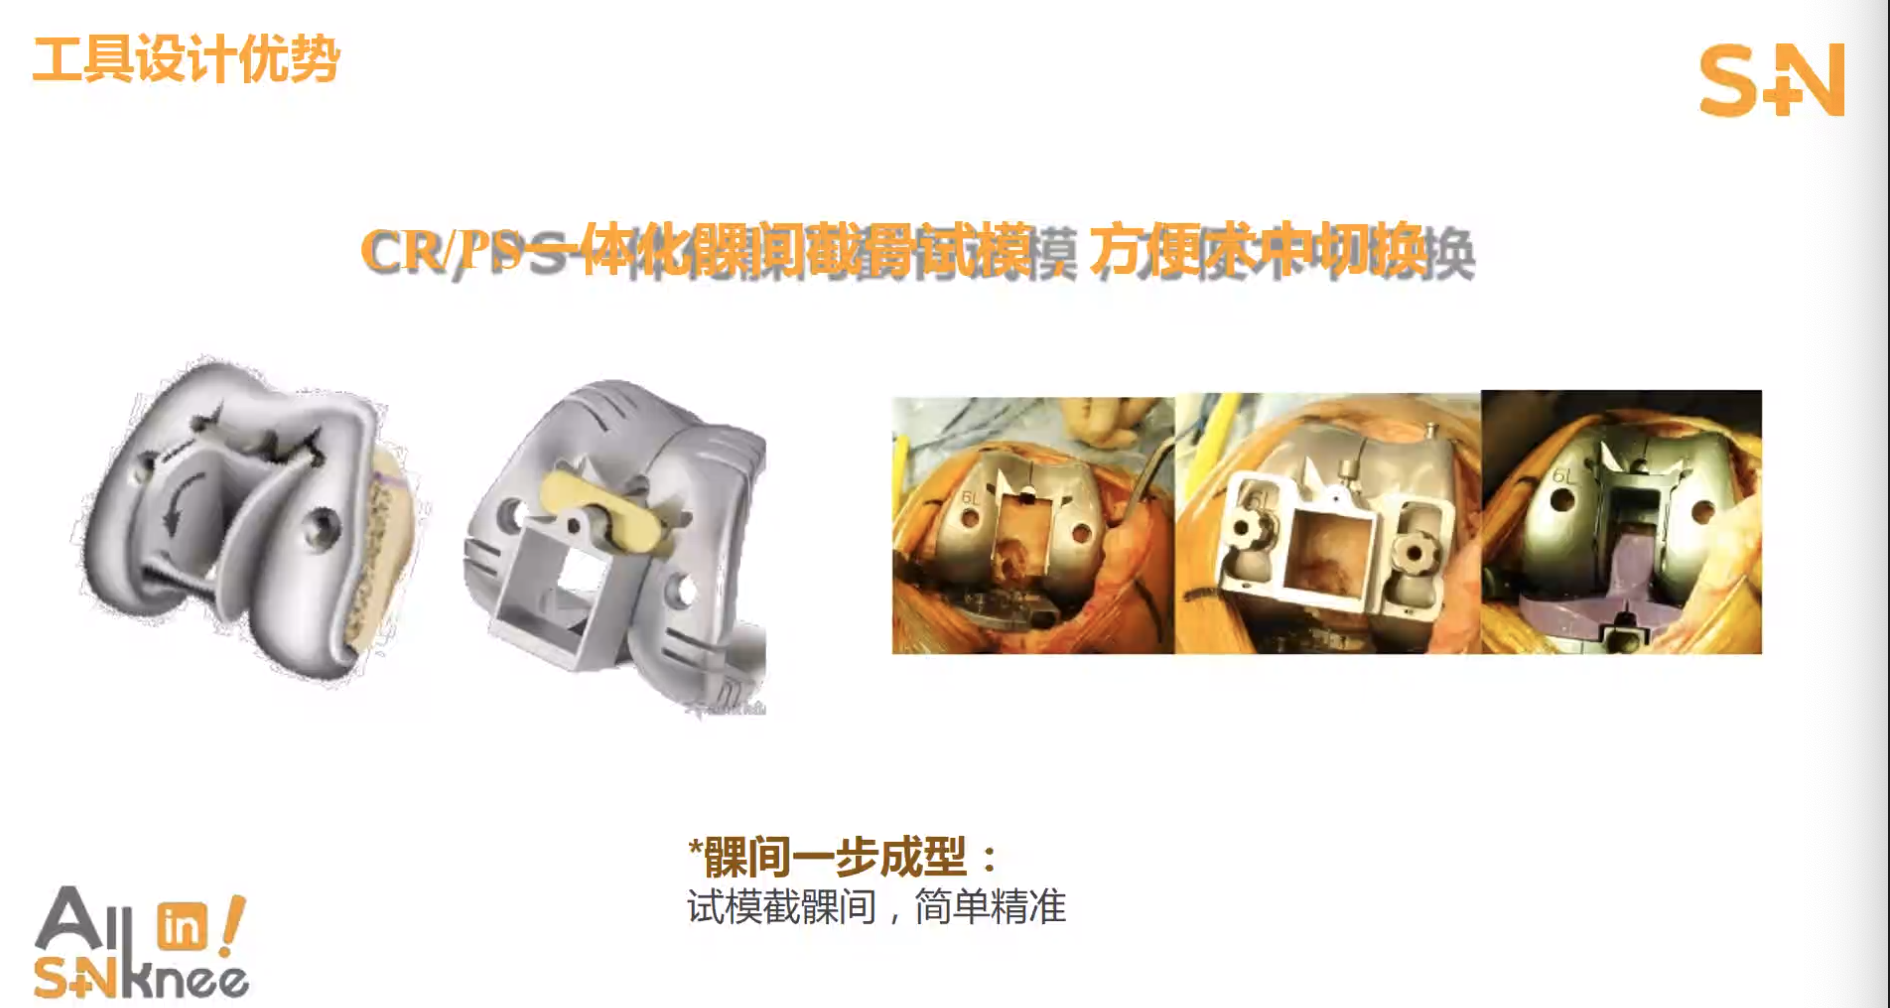 工具设计优势
S+N
CR/PS一体化髁间截骨试模，方便术中切换
6L
6L
6L
*髁间一步成型：
试模截髁间，简单精准
All in!
S+N knee